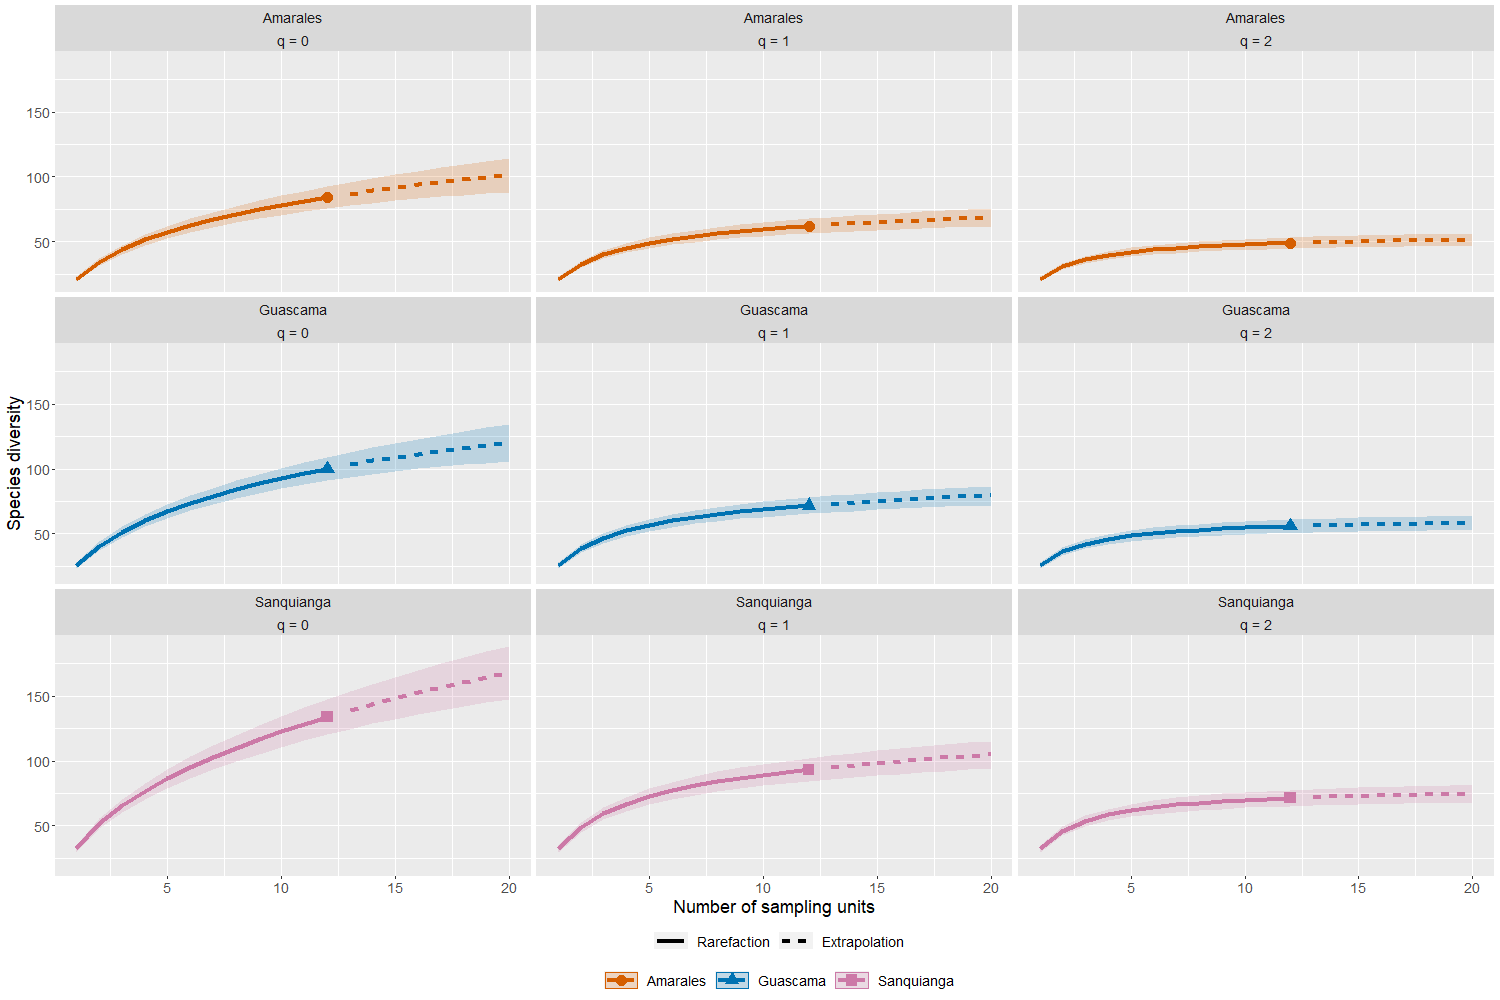 Amarales
q = 0
Amarales
q = 1
Amarales
q = 2
150
100
50
Guascama
q = 0
Guascama
q = 1
Guascama
q = 2
150
100
50
Species diversity
Sanquianga
q = 0
Sanquianga
q = 1
Sanquianga
q = 2
150
100
50
5 10 15 20
5 10 15 20
5 10 15 20
Number of sampling units
Rarefaction Extrapolation
Amarales Guascama Sanquianga